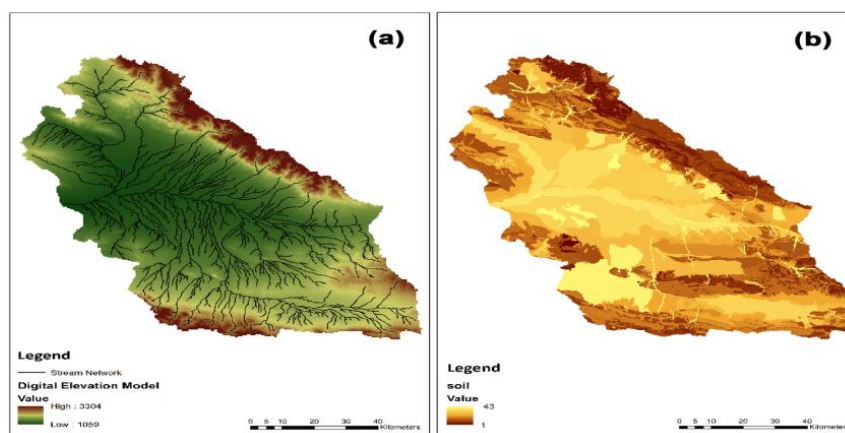 (a)
Legend
Stream Network
Digital Elevation Model
Value
High : 3304
Low : 1059
0 5 10 20 30 40
Kilometers
(b)
Legend
soil
Value
43
1
0 5 10 20 30 40
Kilometers